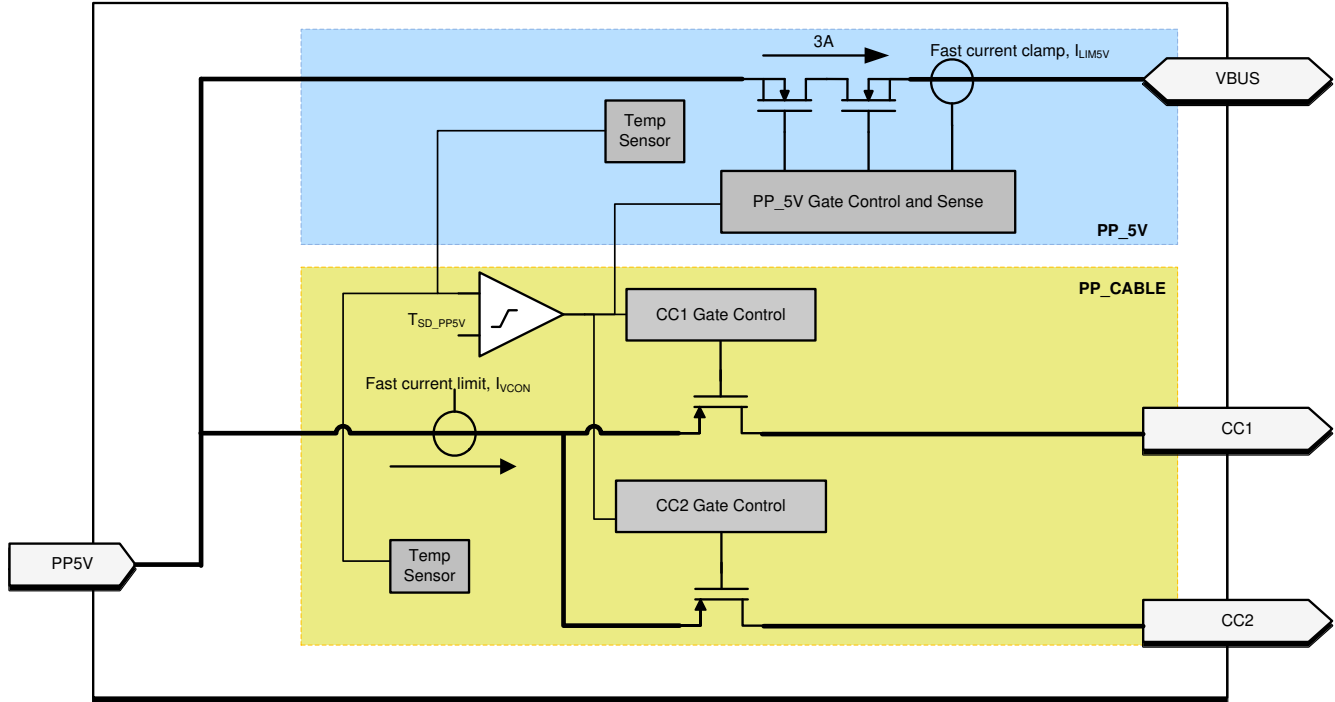 3A
Fast current clamp, ILIM5V
VBUS
Temp
Sensor
PP_5V Gate Control and Sense
PP_5V
PP_CABLE
CC1 Gate Control
TSD_PP5V
Fast current limit, IVCON
CC1
CC2 Gate Control
PP5V
Temp
Sensor
CC2